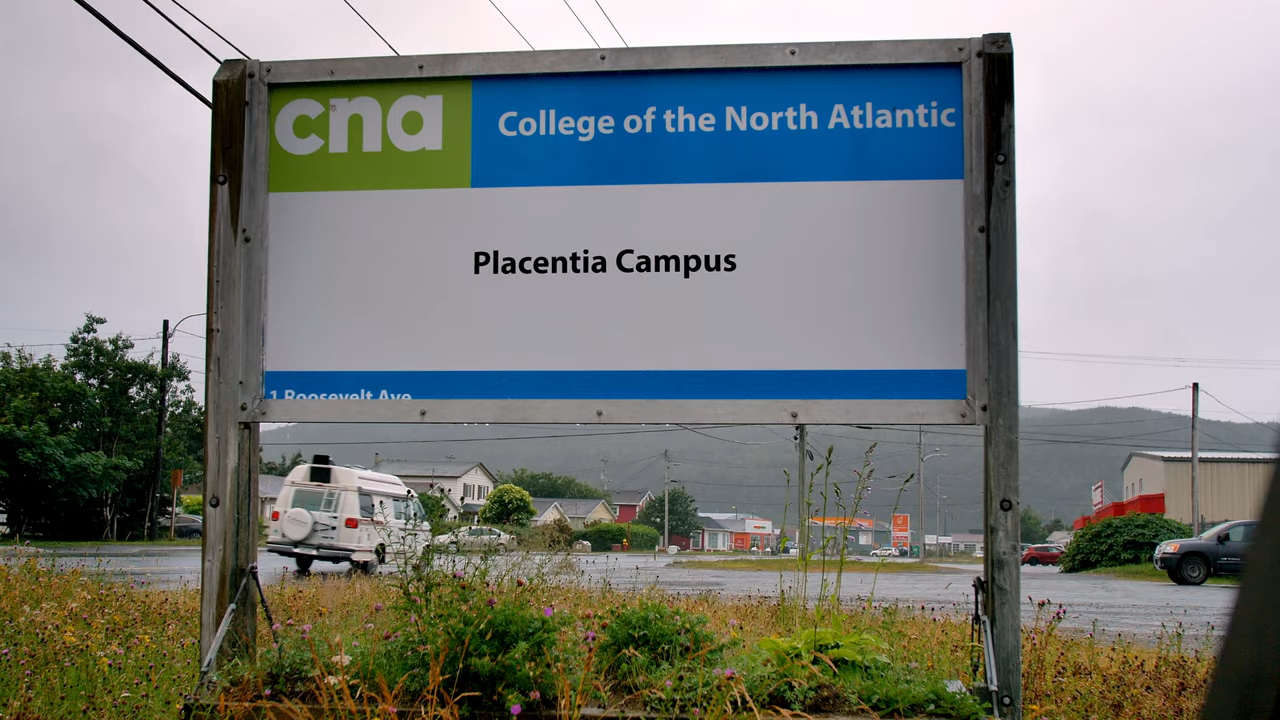 cna
College of the North Atlantic
Placentia Campus
1 Roosevelt Ave